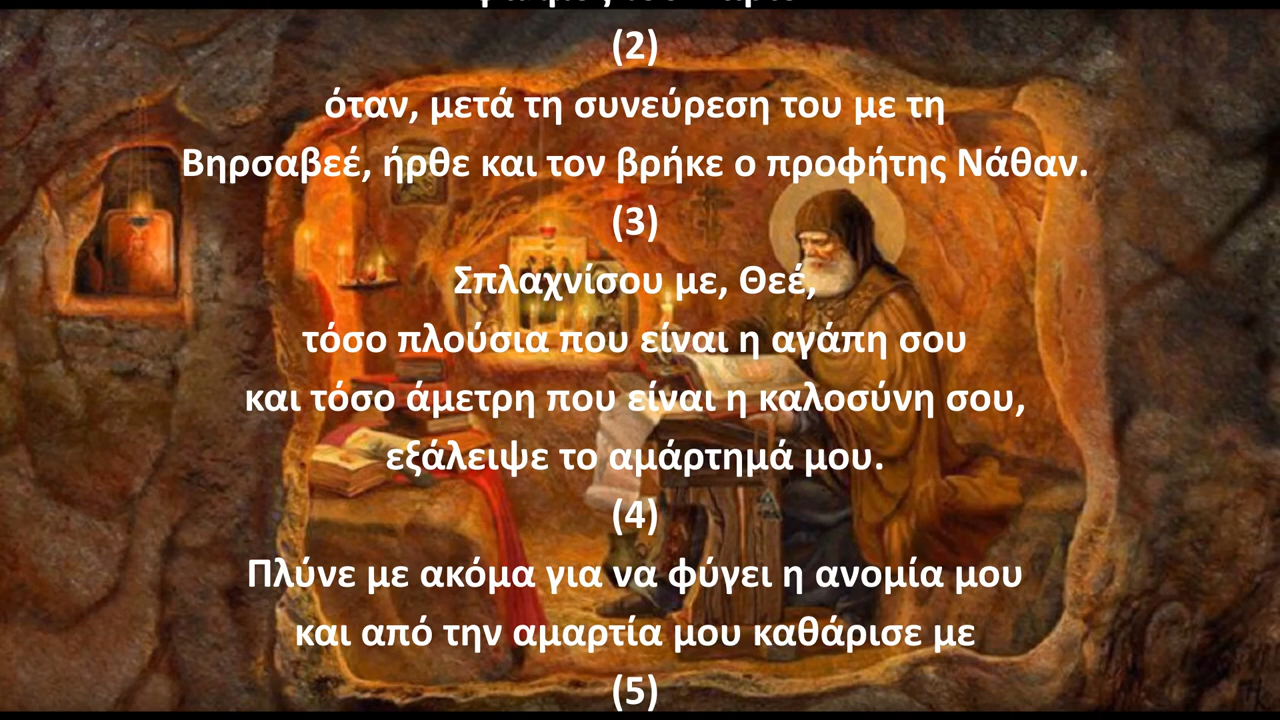 (2)
όταν, μετά τη συνεύρεση του με τη
Βηρσαβεέ, ήρθε και τον βρήκε ο προφήτης Νάθαν.
(3)
Σπλαχνίσου με, Θεέ,
τόσο πλούσια που είναι η αγάπη σου
και τόσο άμετρη που είναι η καλοσύνη σου,
εξάλειψε το αμάρτημά μου.
(4)
Πλύνε με ακόμα για να φύγει η ανομία μου
και από την αμαρτία μου καθάρισε με
(5)